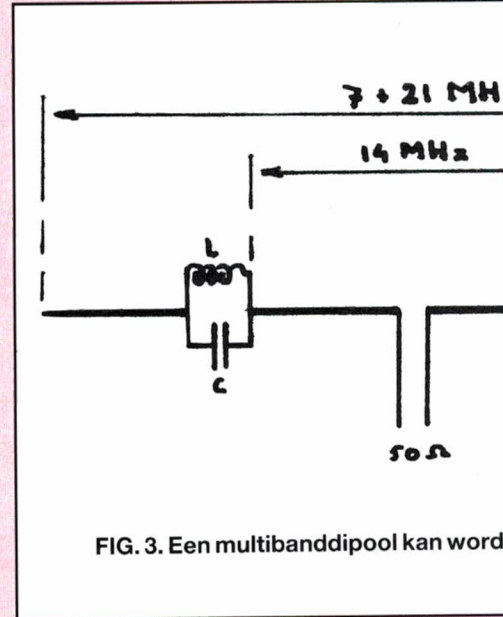 7 + 21 MH
14 MHz
L
C
50 Ω
FIG. 3. Een multibanddipool kan word